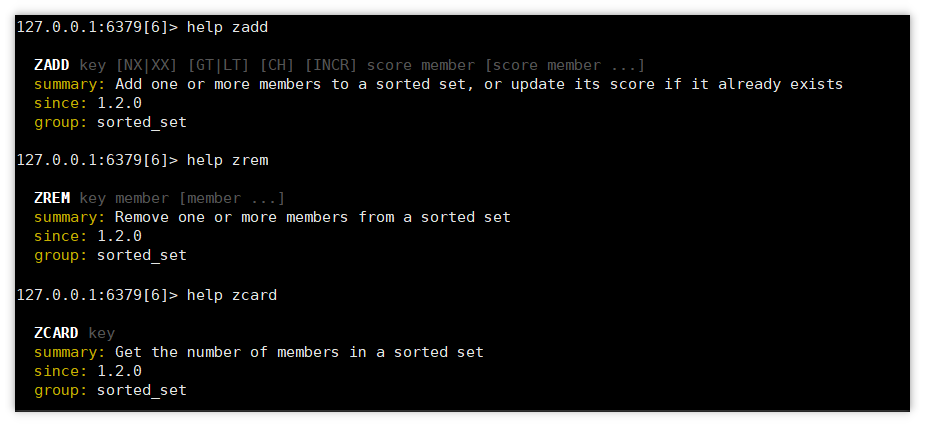 127.0.0.1:6379[6]> help zadd
ZADD key [NX|XX] [GT|LT] [CH] [INCR] score member [score member ...]
summary: Add one or more members to a sorted set, or update its score if it already exists
since: 1.2.0
group: sorted_set
127.0.0.1:6379[6]> help zrem
ZREM key member [member ...]
summary: Remove one or more members from a sorted set
since: 1.2.0
group: sorted_set
127.0.0.1:6379[6]> help zcard
ZCARD key
summary: Get the number of members in a sorted set
since: 1.2.0
group: sorted_set